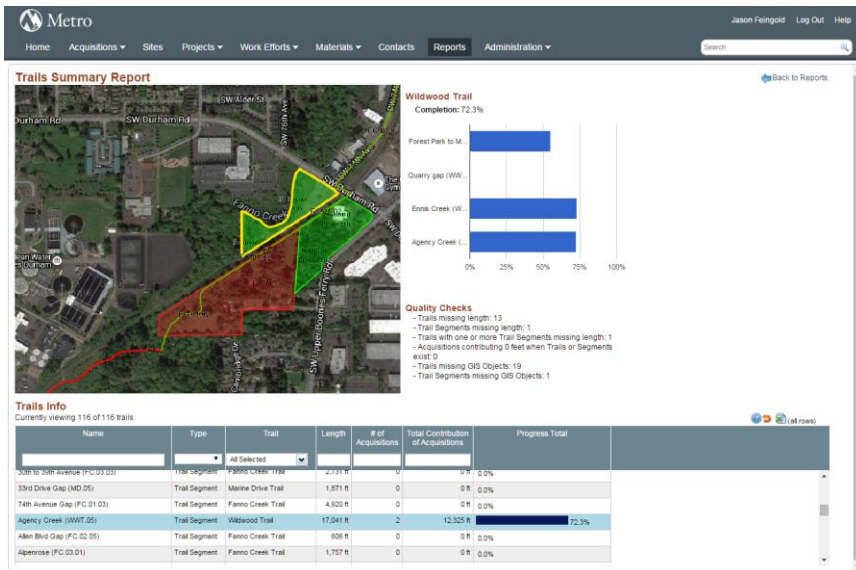 Metro
Jason Feingold Log Out Help
Home Acquisitions Sites Projects Work Efforts Materials Contacts Reports Administration
Search
Trails Summary Report
Back to Reports
SW Alder St
Durham Rd
SW Durham Rd
SW 76th Ave
SW Durham Rd
Fanno Creek
SW Upper Boones Ferry Rd
Wildwood Trail
Completion: 72.3%
Forest Park to M...
Quarry gap (WW...
Ennis Creek (W...
Agency Creek (...
0% 25% 50% 75% 100%
Quality Checks
- Trails missing length: 13
- Trail Segments missing length: 1
- Trails with one or more Trail Segments missing length: 1
- Acquisitions contributing 0 feet when Trails or Segments
exist: 0
- Trails missing GIS Objects: 19
- Trail Segments missing GIS Objects: 1
Trails Info
Currently viewing 116 of 116 trails
(all rows)
Name Type Trail Length # of Acquisitions Total Contribution of Acquisitions Progress Total
All Selected
30th to 39th Avenue (FC.03.03) Trail Segment Fanno Creek Trail 2,731 ft 0 0 ft 0.0%
33rd Drive Gap (MD.05) Trail Segment Marine Drive Trail 1,671 ft 0 0 ft 0.0%
74th Avenue Gap (FC.01.03) Trail Segment Fanno Creek Trail 4,920 ft 0 0 ft 0.0%
Agency Creek (WWT.05) Trail Segment Wildwood Trail 17,041 ft 2 12,325 ft 72.3%
Allen Blvd Gap (FC.02.05) Trail Segment Fanno Creek Trail 606 ft 0 0 ft 0.0%
Alpenrose (FC.03.01) Trail Segment Fanno Creek Trail 1,757 ft 0 0 ft 0.0%